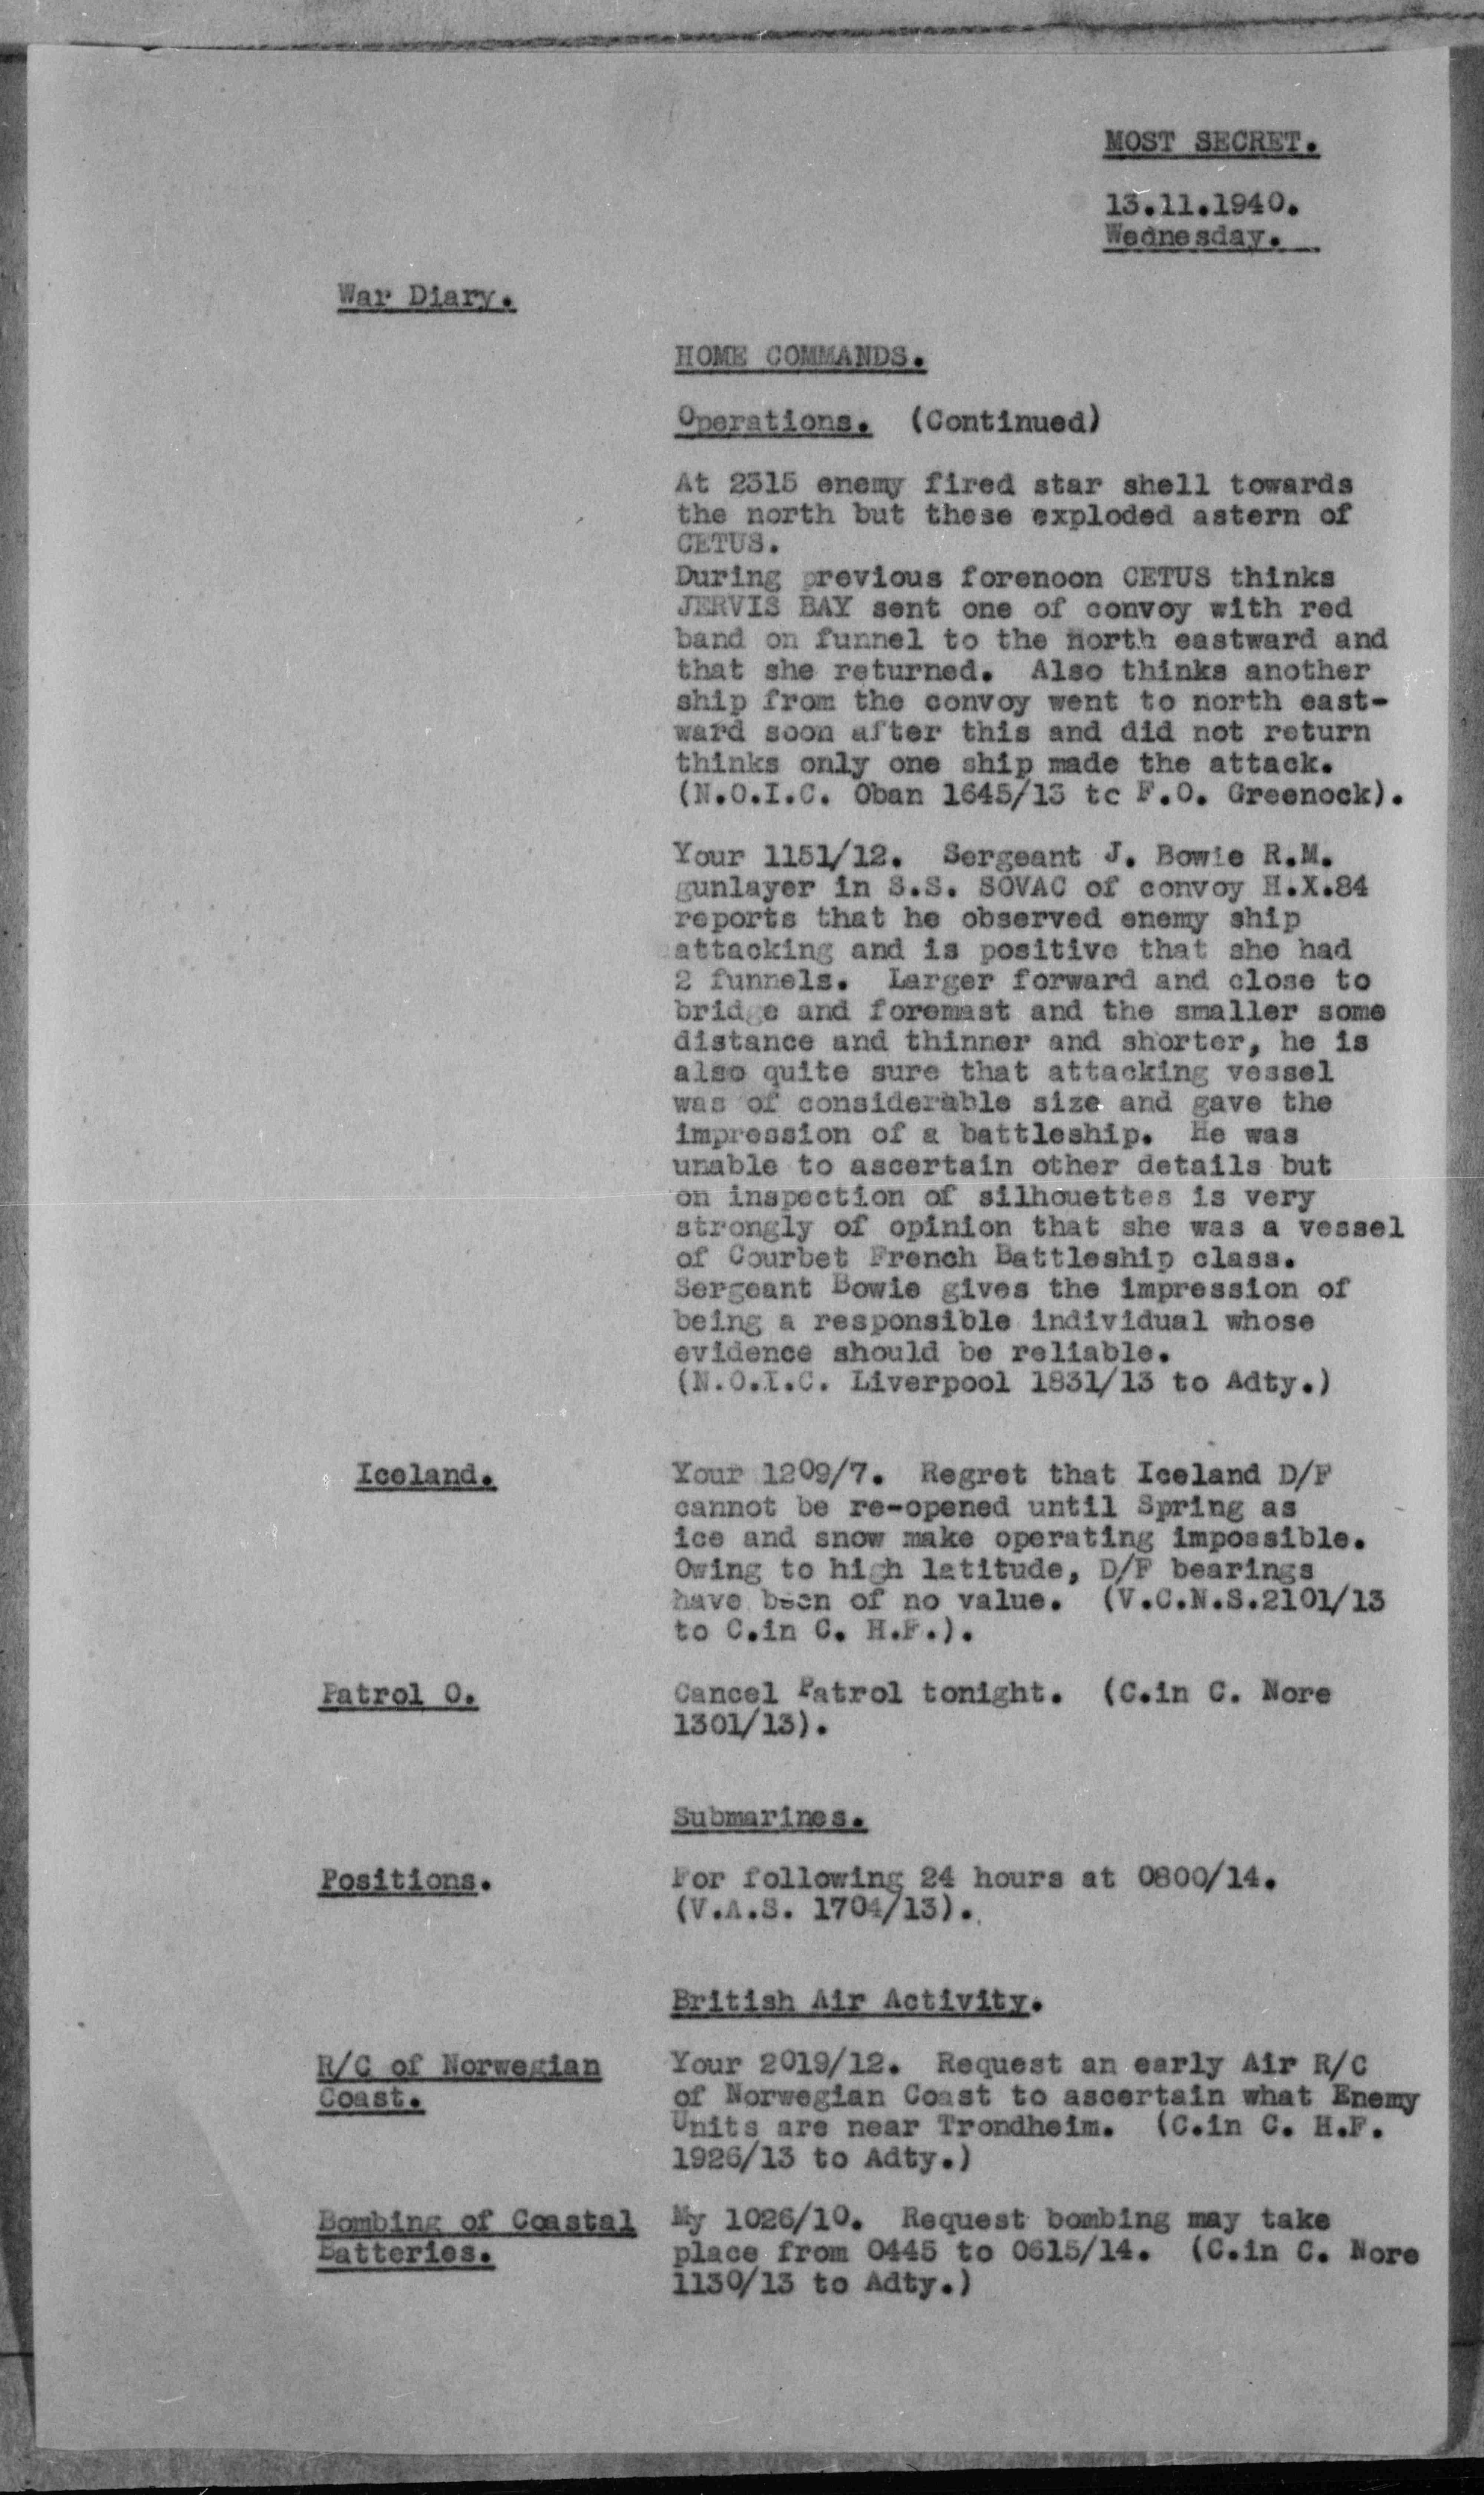 MOST SECRET.
13.11.1940.
Wednesday.
War Diary.
HOME COMMANDS.
Operations. (Continued)
At 2315 enemy fired star shell towards
the north but these exploded astern of
CETUS.
During previous forenoon CETUS thinks
JERVIS BAY sent one of convoy with red
band on funnel to the north eastward and
that she returned. Also thinks another
ship from the convoy went to north east-
ward soon after this and did not return
thinks only one ship made the attack.
(N.O.I.C. Oban 1645/13 to F.O. Greenock).
Your 1151/12. Sergeant J. Bowie R.M.
gunlayer in S.S. SOVAC of convoy H.X.84
reports that he observed enemy ship
attacking and is positive that she had
2 funnels. Larger forward and close to
bridge and foremast and the smaller some
distance and thinner and shorter, he is
also quite sure that attacking vessel
was of considerable size and gave the
impression of a battleship. He was
unable to ascertain other details but
on inspection of silhouettes is very
strongly of opinion that she was a vessel
of Courbet French Battleship class.
Sergeant Bowie gives the impression of
being a responsible individual whose
evidence should be reliable.
(N.O.I.C. Liverpool 1831/13 to Adty.)
Iceland.
Your 1209/7. Regret that Iceland D/F
cannot be re-opened until Spring as
ice and snow make operating impossible.
Owing to high latitude, D/F bearings
have been of no value. (V.C.N.S.2101/13
to C.in C. H.F.).
Patrol O.
Cancel Patrol tonight. (C.in C. Nore
1301/13).
Submarines.
Positions.
For following 24 hours at 0800/14.
(V.A.S. 1704/13).
British Air Activity.
R/C of Norwegian
Coast.
Your 2019/12. Request an early Air R/C
of Norwegian Coast to ascertain what Enemy
Units are near Trondheim. (C.in C. H.F.
1926/13 to Adty.)
Bombing of Coastal
Batteries.
My 1026/10. Request bombing may take
place from 0445 to 0615/14. (C.in C. Nore
1130/13 to Adty.)